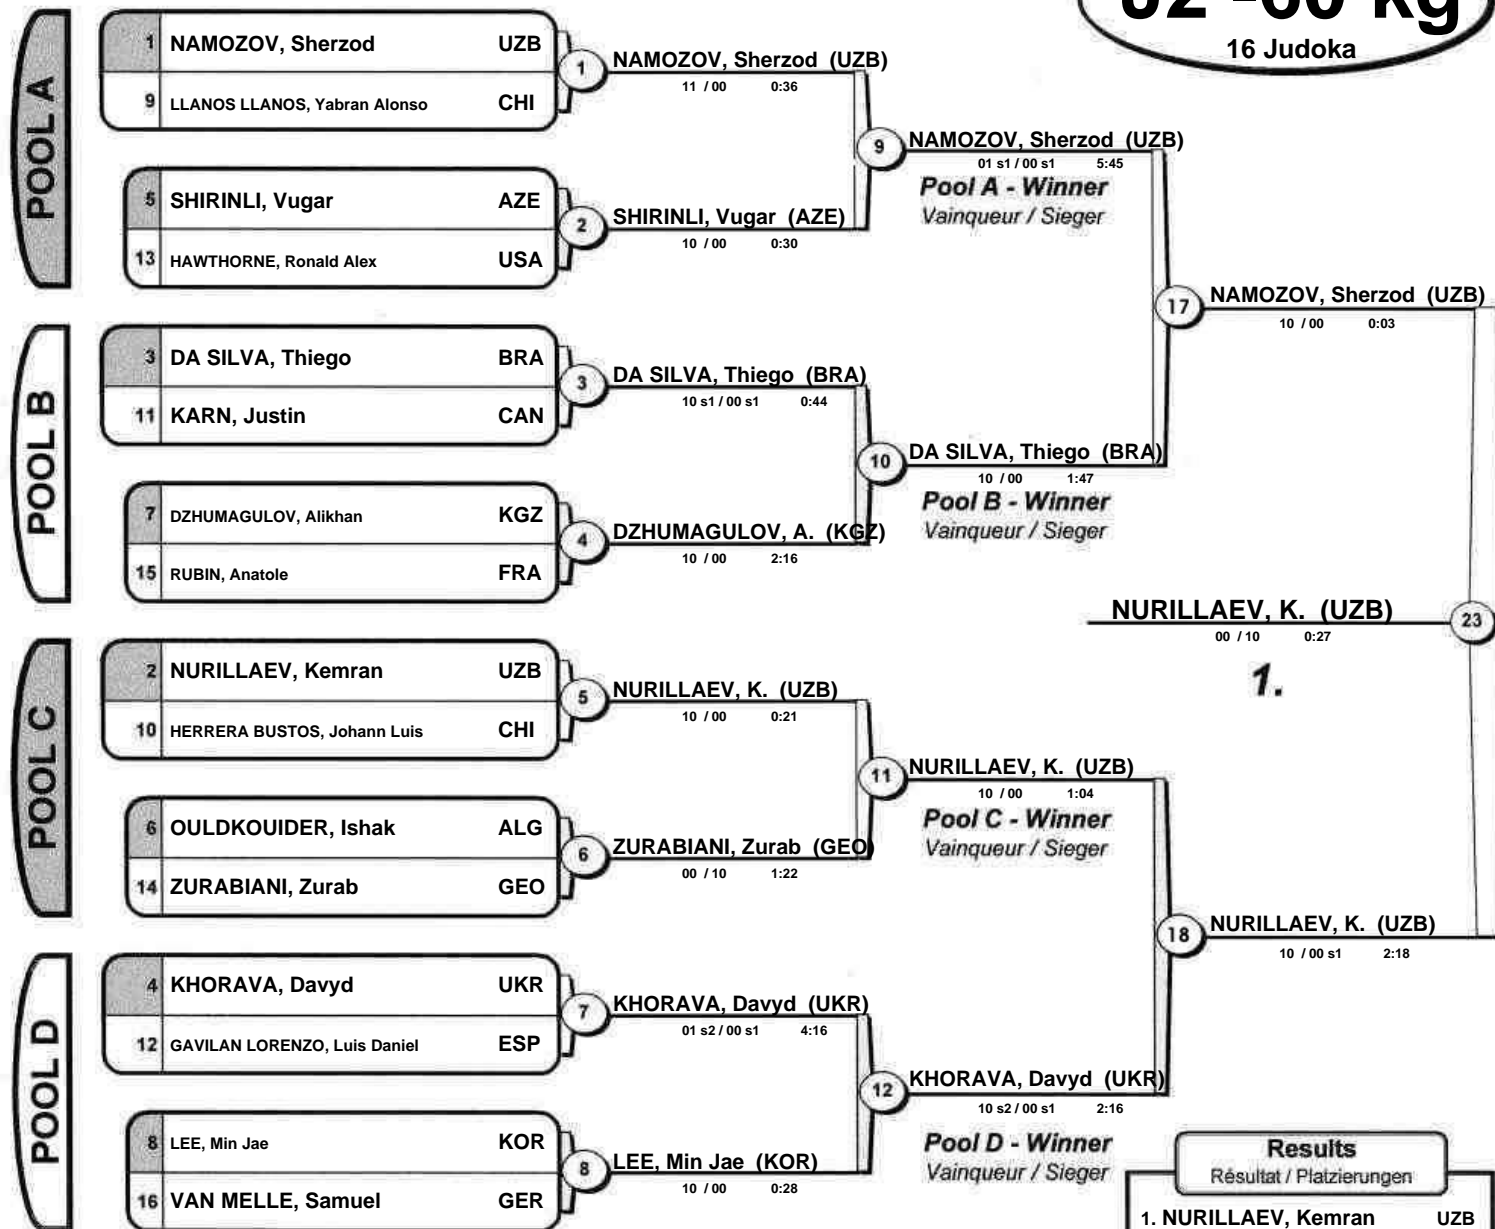 J2 -60 kg
16 Judoka
POOL A
1 NAMOZOV, Sherzod UZB
9 LLANOS LLANOS, Yabran Alonso CHI
1
NAMOZOV, Sherzod (UZB)
11 / 00 0:36
5 SHIRINLI, Vugar AZE
13 HAWTHORNE, Ronald Alex USA
2
SHIRINLI, Vugar (AZE)
10 / 00 0:30
9
NAMOZOV, Sherzod (UZB)
01 s1 / 00 s1 5:45
Pool A - Winner
Vainqueur / Sieger
POOL B
3 DA SILVA, Thiego BRA
11 KARN, Justin CAN
3
DA SILVA, Thiego (BRA)
10 s1 / 00 s1 0:44
7 DZHUMAGULOV, Alikhan KGZ
15 RUBIN, Anatole FRA
4
DZHUMAGULOV, A. (KGZ)
10 / 00 2:16
10
DA SILVA, Thiego (BRA)
10 / 00 1:47
Pool B - Winner
Vainqueur / Sieger
17
NAMOZOV, Sherzod (UZB)
10 / 00 0:03
NURILLAEV, K. (UZB)
23
00 / 10 0:27
1.
POOL C
2 NURILLAEV, Kemran UZB
10 HERRERA BUSTOS, Johann Luis CHI
5
NURILLAEV, K. (UZB)
10 / 00 0:21
6 OULDKOUIDER, Ishak ALG
14 ZURABIANI, Zurab GEO
6
ZURABIANI, Zurab (GEO)
00 / 10 1:22
11
NURILLAEV, K. (UZB)
10 / 00 1:04
Pool C - Winner
Vainqueur / Sieger
POOL D
4 KHORAVA, Davyd UKR
12 GAVILAN LORENZO, Luis Daniel ESP
7
KHORAVA, Davyd (UKR)
01 s2 / 00 s1 4:16
8 LEE, Min Jae KOR
16 VAN MELLE, Samuel GER
8
LEE, Min Jae (KOR)
10 / 00 0:28
12
KHORAVA, Davyd (UKR)
10 s2 / 00 s1 2:16
Pool D - Winner
Vainqueur / Sieger
18
NURILLAEV, K. (UZB)
10 / 00 s1 2:18
Results
Résultat / Platzierungen
1. NURILLAEV, Kemran UZB